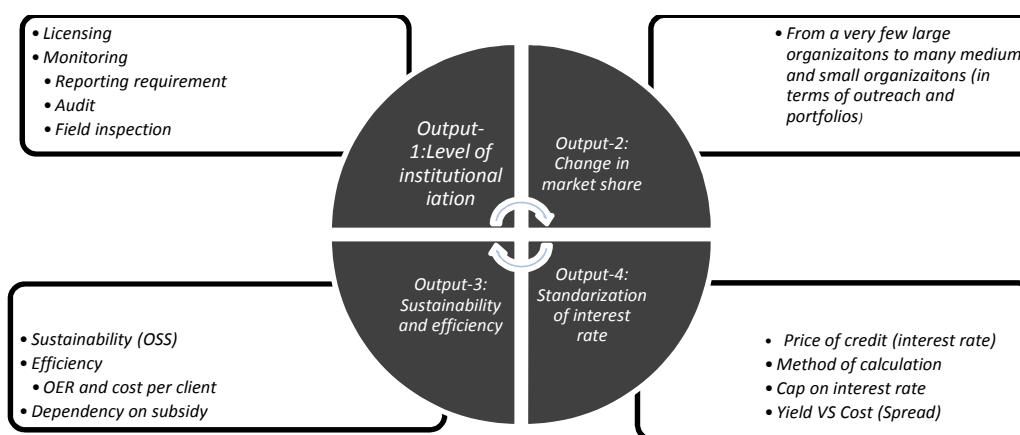 • Licensing
• Monitoring
• Reporting requirement
• Audit
• Field inspection
• From a very few large
organizaitons to many medium
and small organizaitons (in
terms of outreach and
portfolios)
Output-
1:Level of
institutional
iation
Output-2:
Change in
market share
Output-3:
Sustainability
and efficiency
Output-4:
Standarization
of interest
rate
• Sustainability (OSS)
• Efficiency
• OER and cost per client
• Dependency on subsidy
• Price of credit (interest rate)
• Method of calculation
• Cap on interest rate
• Yield VS Cost (Spread)